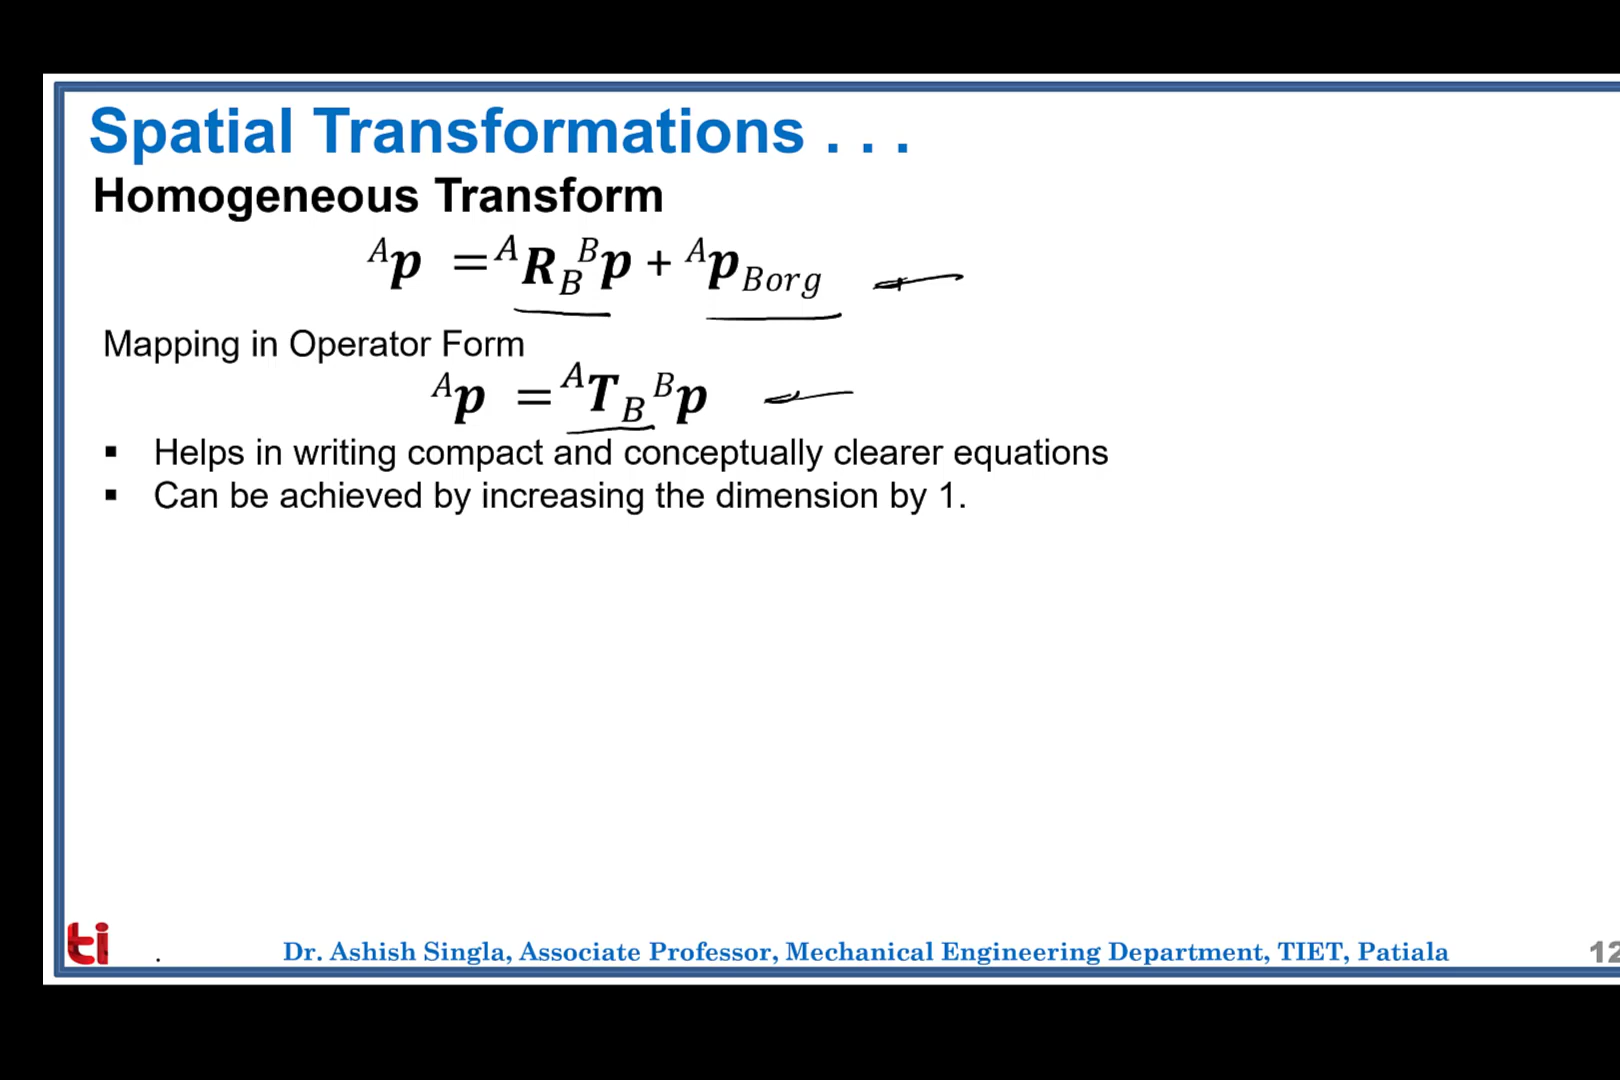 Spatial Transformations . . .
Homogeneous Transform
ᴬp = ᴬR_B ᴮp + ᴬp_Borg
Mapping in Operator Form
ᴬp = ᴬT_B ᴮp
▪ Helps in writing compact and conceptually clearer equations
▪ Can be achieved by increasing the dimension by 1.
ti . Dr. Ashish Singla, Associate Professor, Mechanical Engineering Department, TIET, Patiala 12